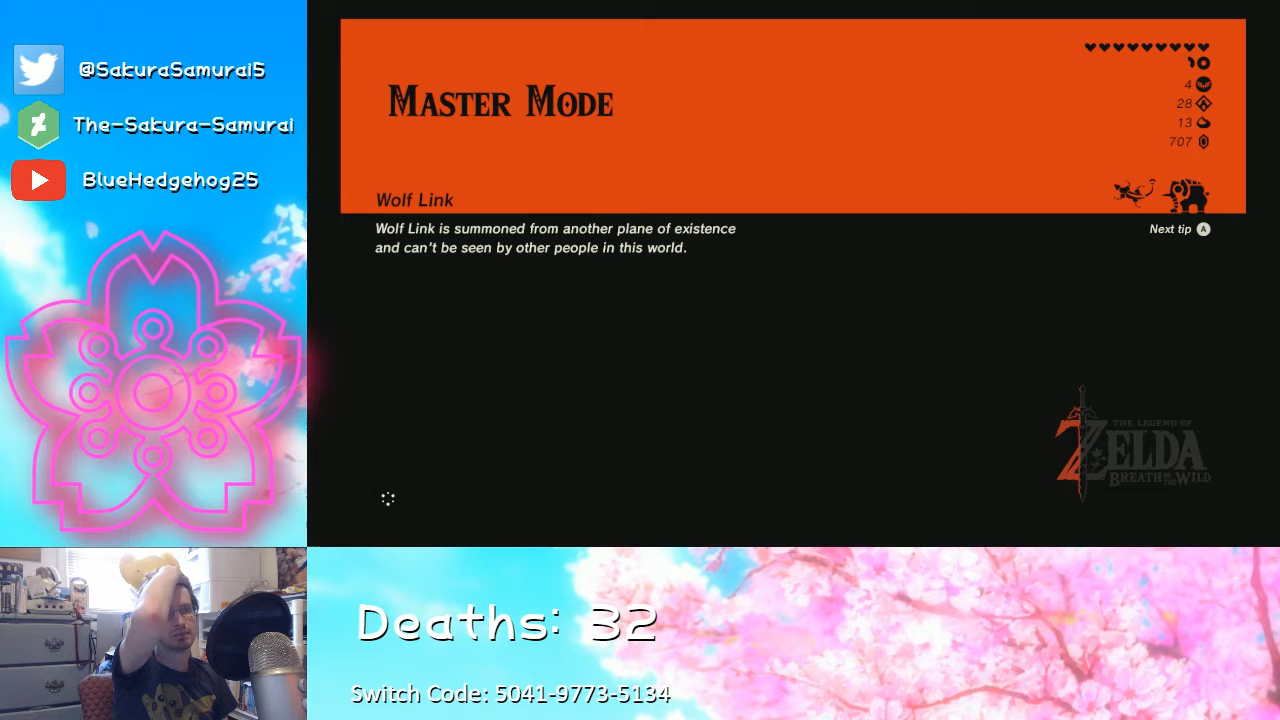 @SakuraSamurai5
The-Sakura-Samurai
BlueHedgehog25
Master Mode
4
28
13
707
Wolf Link
Wolf Link is summoned from another plane of existence
and can't be seen by other people in this world.
Next tip A
THE LEGEND OF
ZELDA
BREATH OF THE WILD
Deaths: 32
Switch Code: 5041-9773-5134